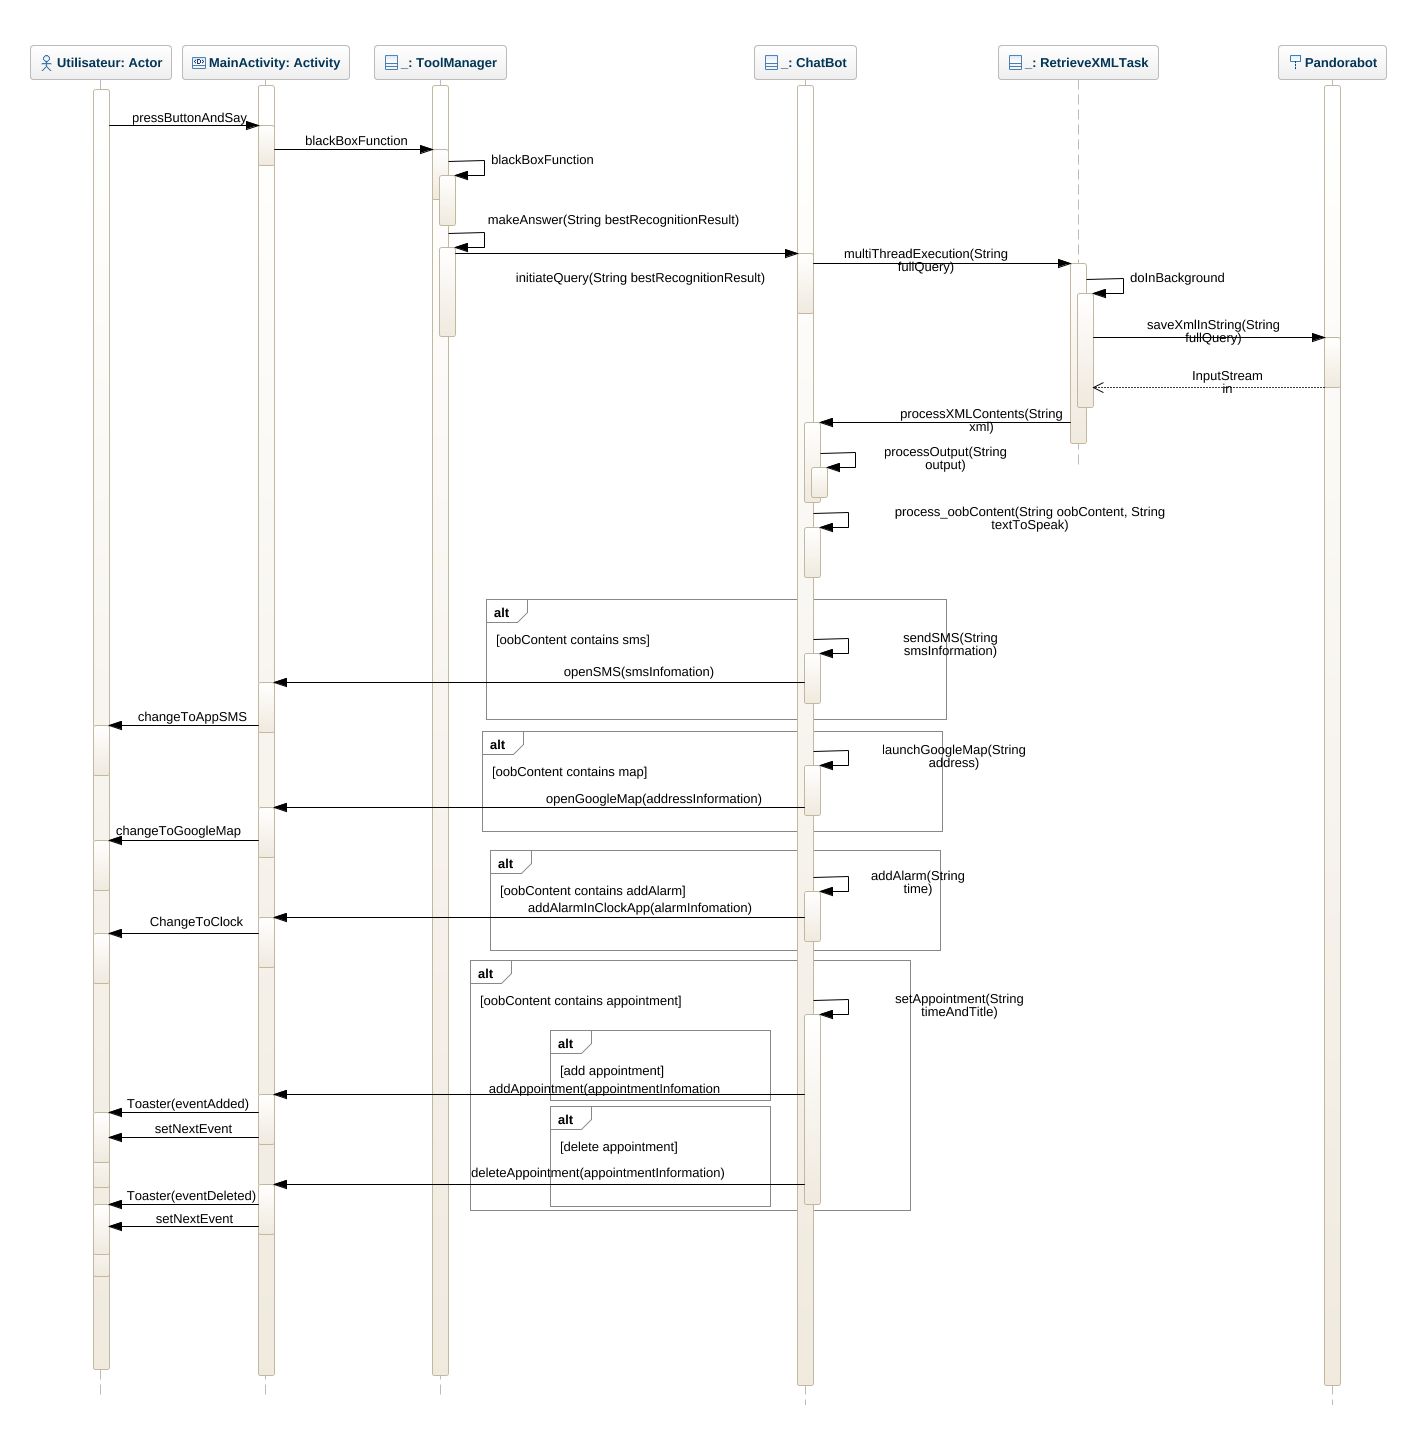 Utilisateur: Actor
MainActivity: Activity
_: ToolManager
_: ChatBot
_: RetrieveXMLTask
Pandorabot
pressButtonAndSay
blackBoxFunction
blackBoxFunction
makeAnswer(String bestRecognitionResult)
initiateQuery(String bestRecognitionResult)
multiThreadExecution(String
fullQuery)
doInBackground
saveXmlInString(String
fullQuery)
InputStream
in
processXMLContents(String
xml)
processOutput(String
output)
process_oobContent(String oobContent, String
textToSpeak)
alt
[oobContent contains sms]
sendSMS(String
smsInformation)
openSMS(smsInfomation)
changeToAppSMS
alt
[oobContent contains map]
launchGoogleMap(String
address)
openGoogleMap(addressInformation)
changeToGoogleMap
alt
[oobContent contains addAlarm]
addAlarm(String
time)
addAlarmInClockApp(alarmInfomation)
ChangeToClock
alt
[oobContent contains appointment]
setAppointment(String
timeAndTitle)
alt
[add appointment]
addAppointment(appointmentInfomation
Toaster(eventAdded)
setNextEvent
alt
[delete appointment]
deleteAppointment(appointmentInformation)
Toaster(eventDeleted)
setNextEvent